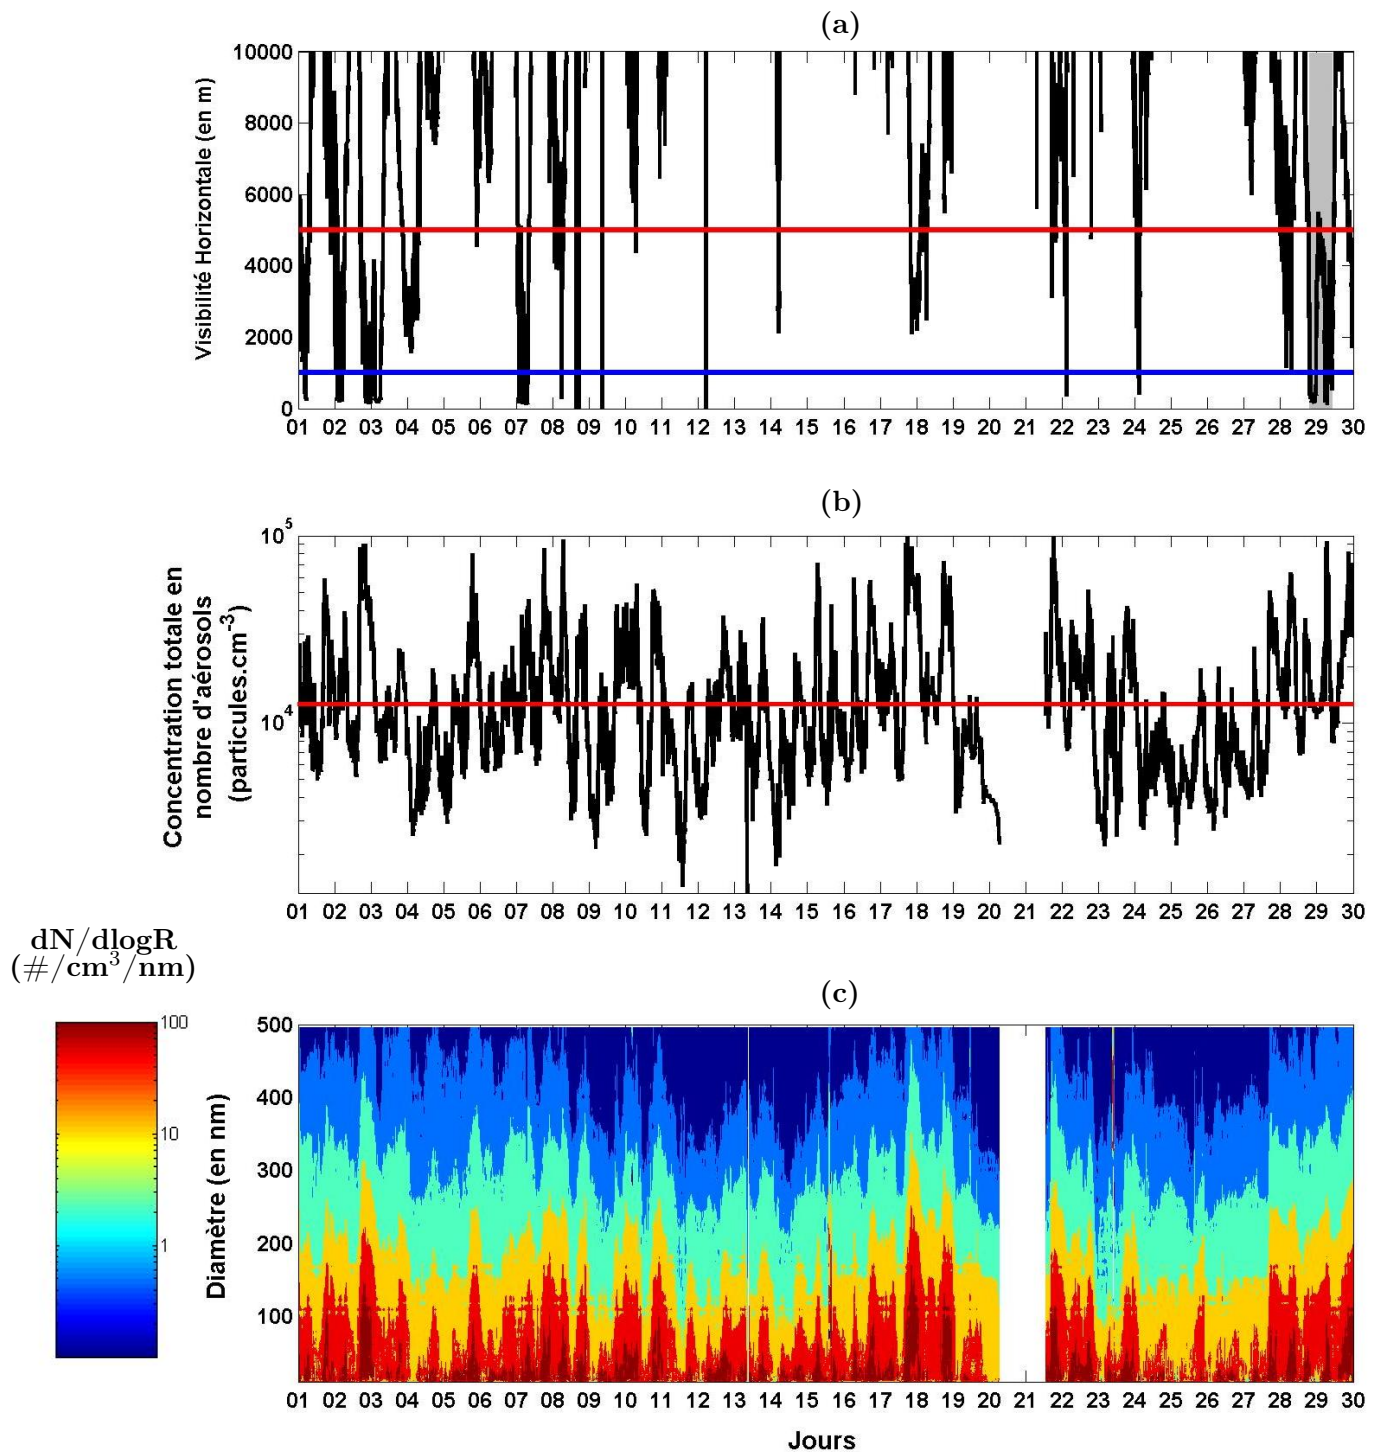 (a)
Visibilité Horizontale (en m)
10000
8000
6000
4000
2000
0
01 02 03 04 05 06 07 08 09 10 11 12 13 14 15 16 17 18 19 20 21 22 23 24 25 26 27 28 29 30
(b)
Concentration totale en
nombre d'aérosols
(particules.cm-3)
10^5
10^4
01 02 03 04 05 06 07 08 09 10 11 12 13 14 15 16 17 18 19 20 21 22 23 24 25 26 27 28 29 30
dN/dlogR
(#/cm3/nm)
100
10
1
(c)
Diamètre (en nm)
500
400
300
200
100
01 02 03 04 05 06 07 08 09 10 11 12 13 14 15 16 17 18 19 20 21 22 23 24 25 26 27 28 29 30
Jours